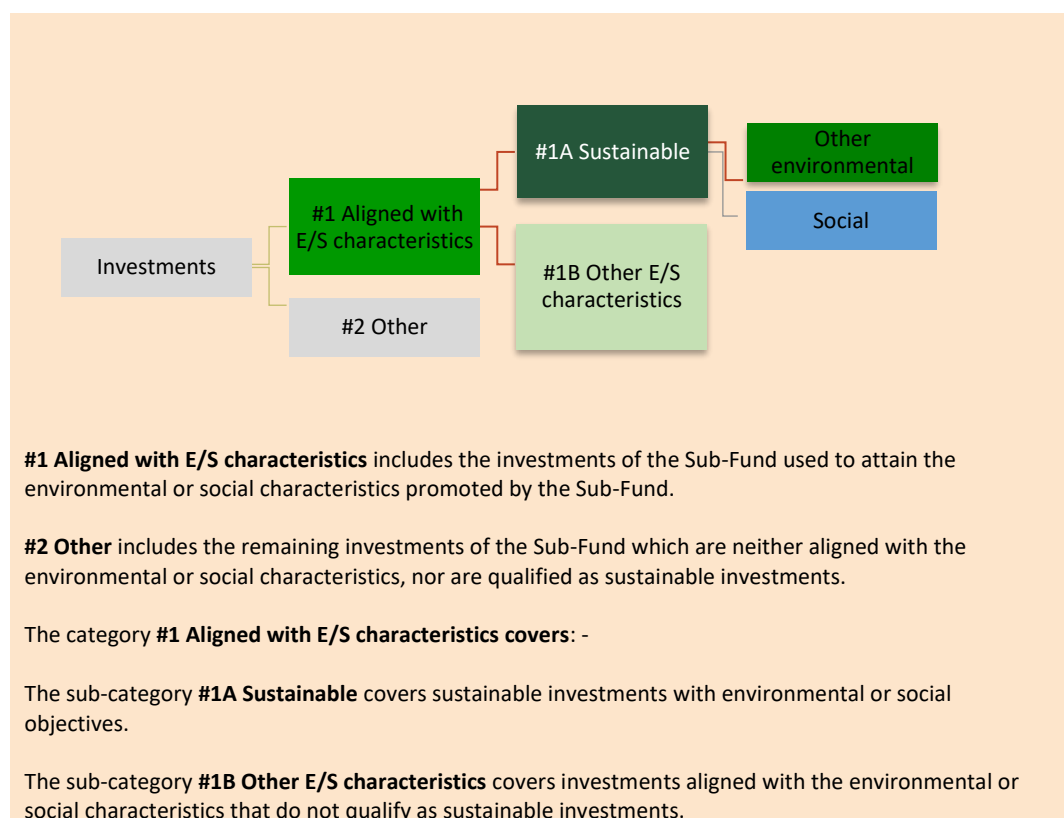 #1A Sustainable
Other
environmental
#1 Aligned with
E/S characteristics
Social
Investments
#1B Other E/S
characteristics
#2 Other
#1 Aligned with E/S characteristics includes the investments of the Sub-Fund used to attain the
environmental or social characteristics promoted by the Sub-Fund.
#2 Other includes the remaining investments of the Sub-Fund which are neither aligned with the
environmental or social characteristics, nor are qualified as sustainable investments.
The category #1 Aligned with E/S characteristics covers: -
The sub-category #1A Sustainable covers sustainable investments with environmental or social
objectives.
The sub-category #1B Other E/S characteristics covers investments aligned with the environmental or
social characteristics that do not qualify as sustainable investments.